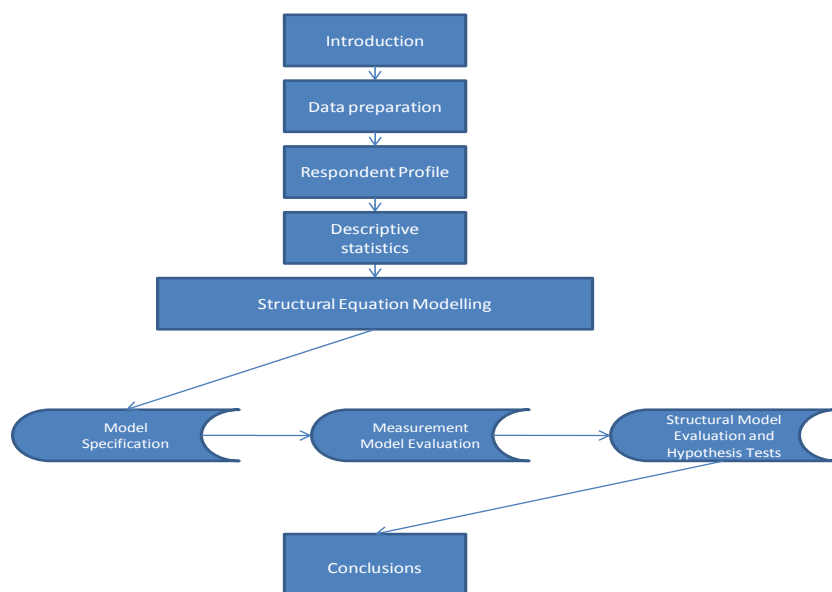 Introduction
Data preparation
Respondent Profile
Descriptive
statistics
Structural Equation Modelling
Model
Specification
Measurement
Model Evaluation
Structural Model
Evaluation and
Hypothesis Tests
Conclusions